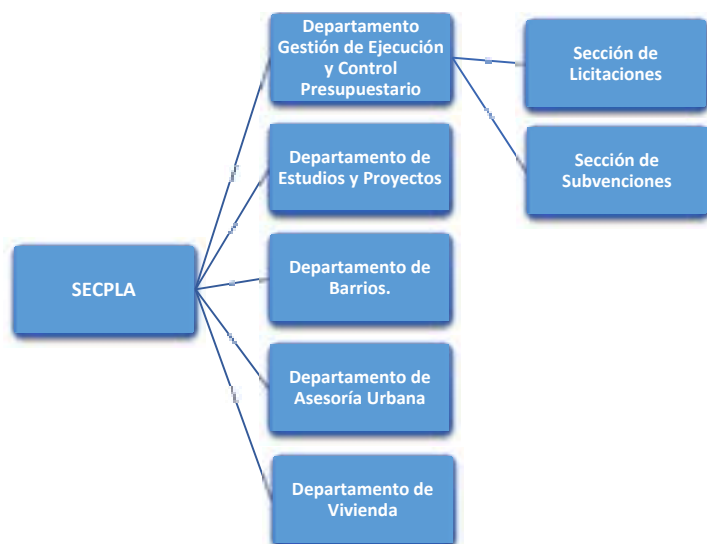 Departamento
Gestión de Ejecución
y Control
Presupuestario
Sección de
Licitaciones
Departamento de
Estudios y Proyectos
Sección de
Subvenciones
SECPLA
Departamento de
Barrios.
Departamento de
Asesoría Urbana
Departamento de
Vivienda